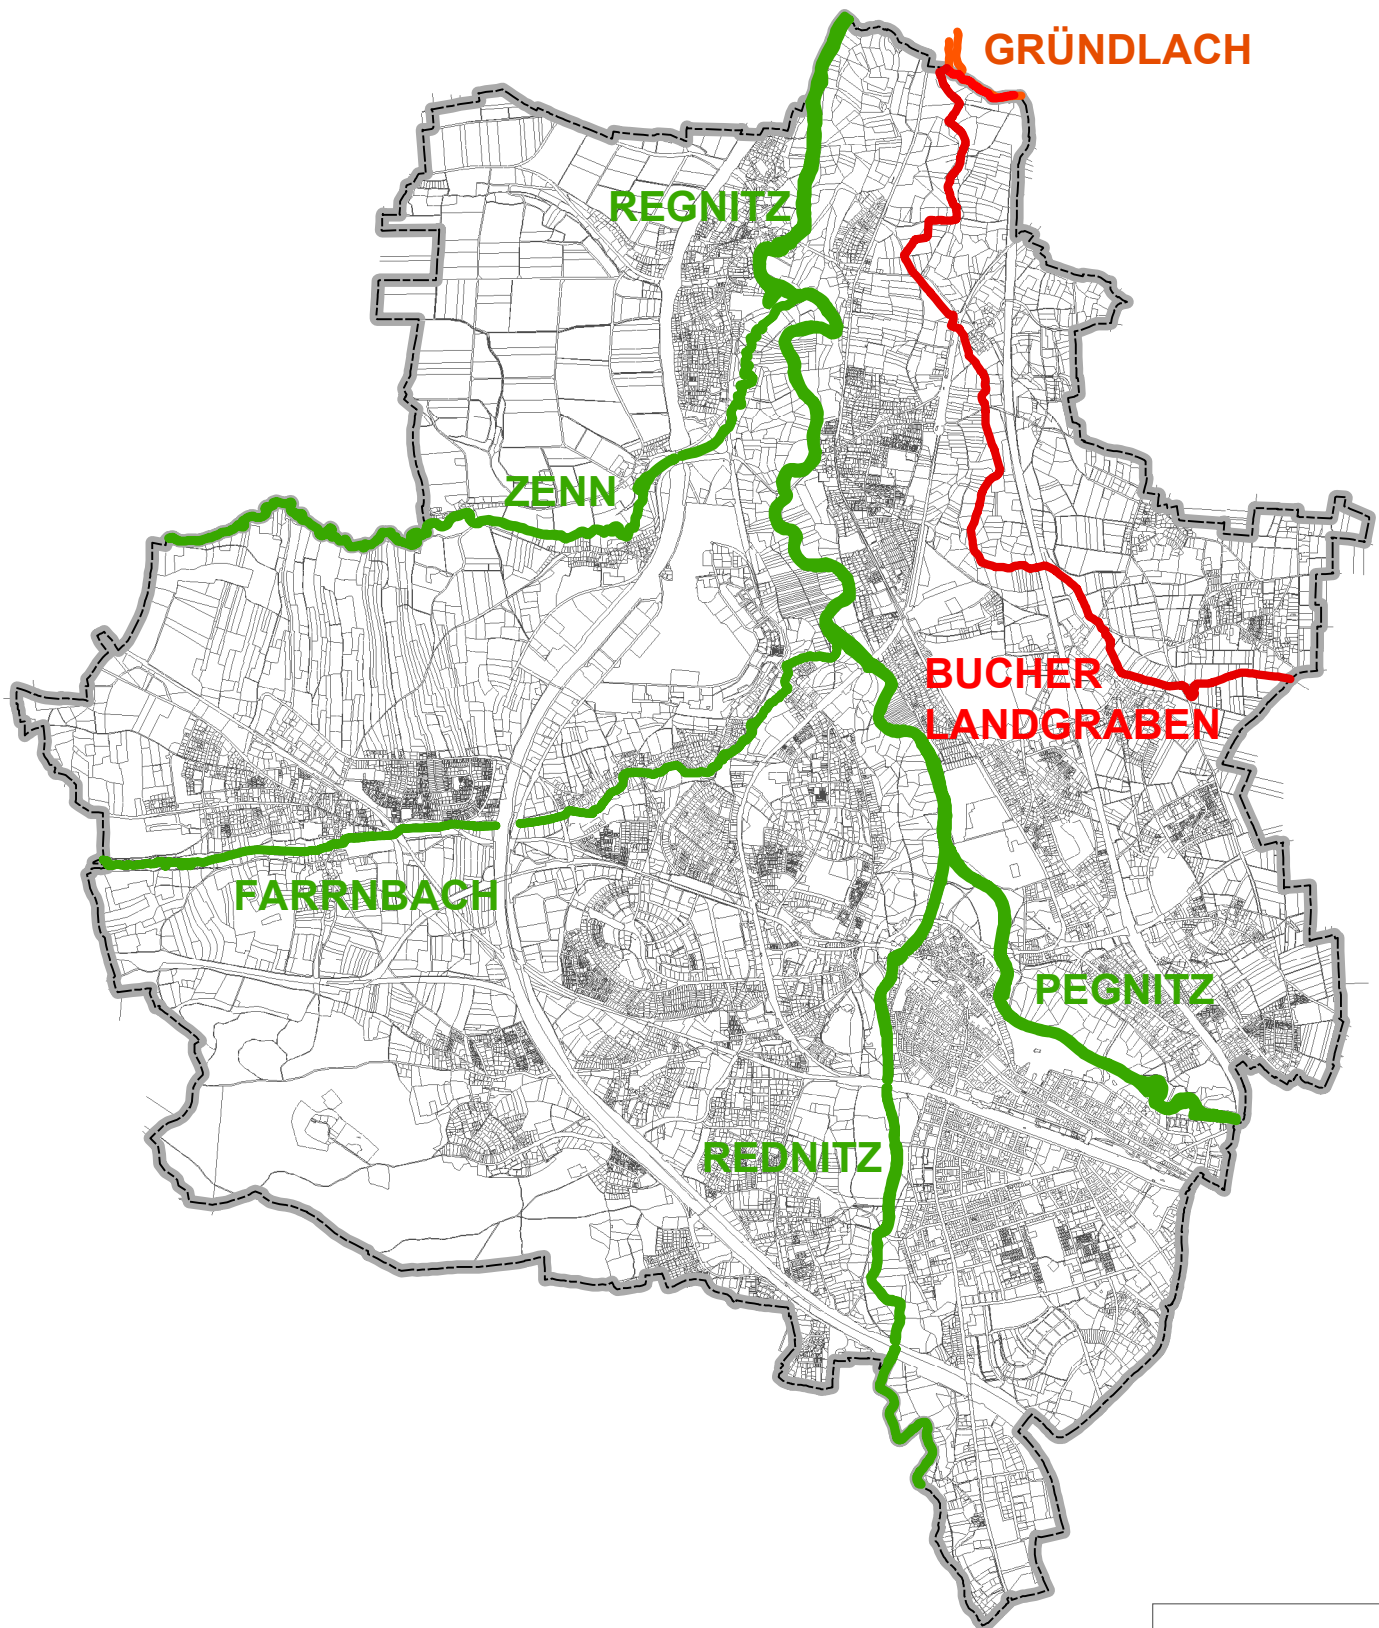 GRÜNDLACH
REGNITZ
ZENN
BUCHER
LANDGRABEN
FARRNBACH
PEGNITZ
REDNITZ